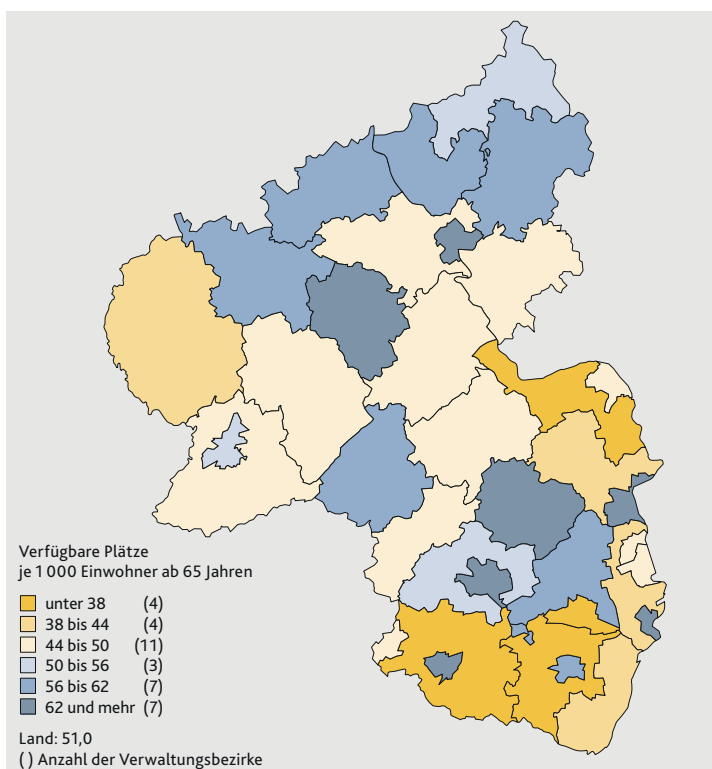 Verfügbare Plätze
je 1 000 Einwohner ab 65 Jahren
unter 38 (4)
38 bis 44 (4)
44 bis 50 (11)
50 bis 56 (3)
56 bis 62 (7)
62 und mehr (7)
Land: 51,0
( ) Anzahl der Verwaltungsbezirke